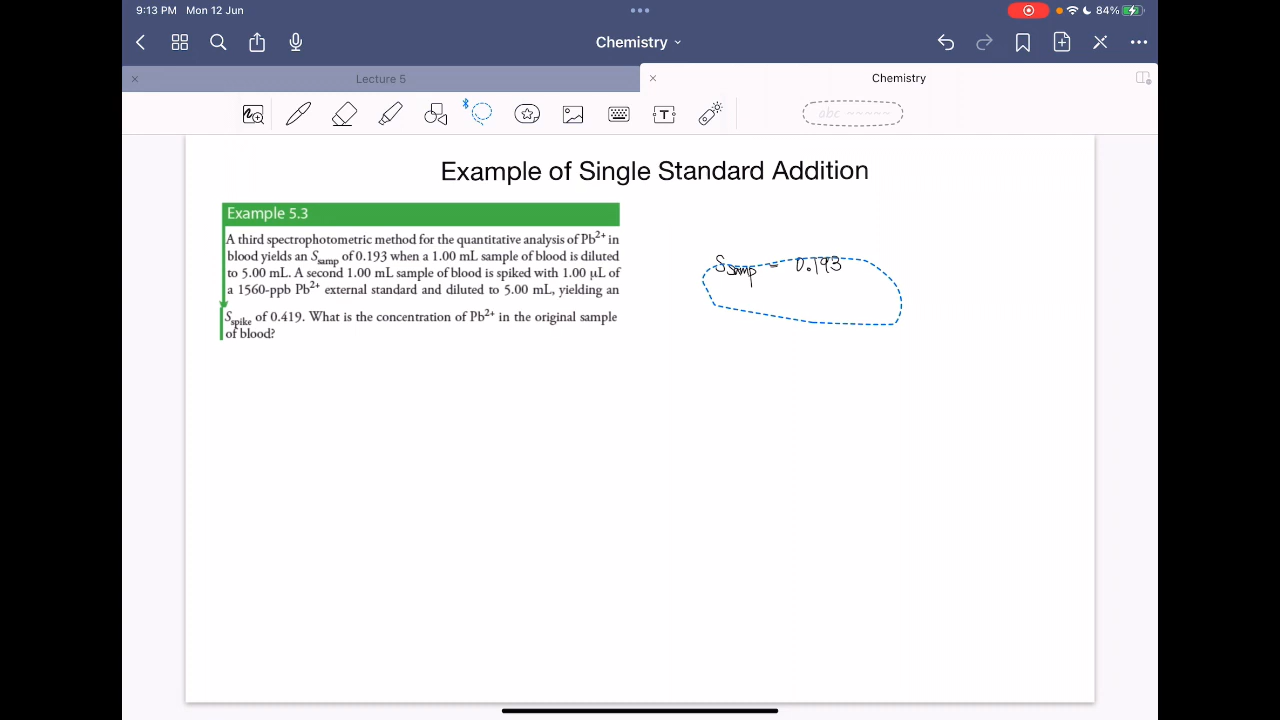 9:13 PM Mon 12 Jun
84%
Chemistry
Lecture 5
Chemistry
T
abc ~~~~~
Example of Single Standard Addition
Example 5.3
A third spectrophotometric method for the quantitative analysis of Pb²⁺ in
blood yields an Ssamp of 0.193 when a 1.00 mL sample of blood is diluted
to 5.00 mL. A second 1.00 mL sample of blood is spiked with 1.00 μL of
a 1560-ppb Pb²⁺ external standard and diluted to 5.00 mL, yielding an
Sspike of 0.419. What is the concentration of Pb²⁺ in the original sample
of blood?
Ssamp = 0.193